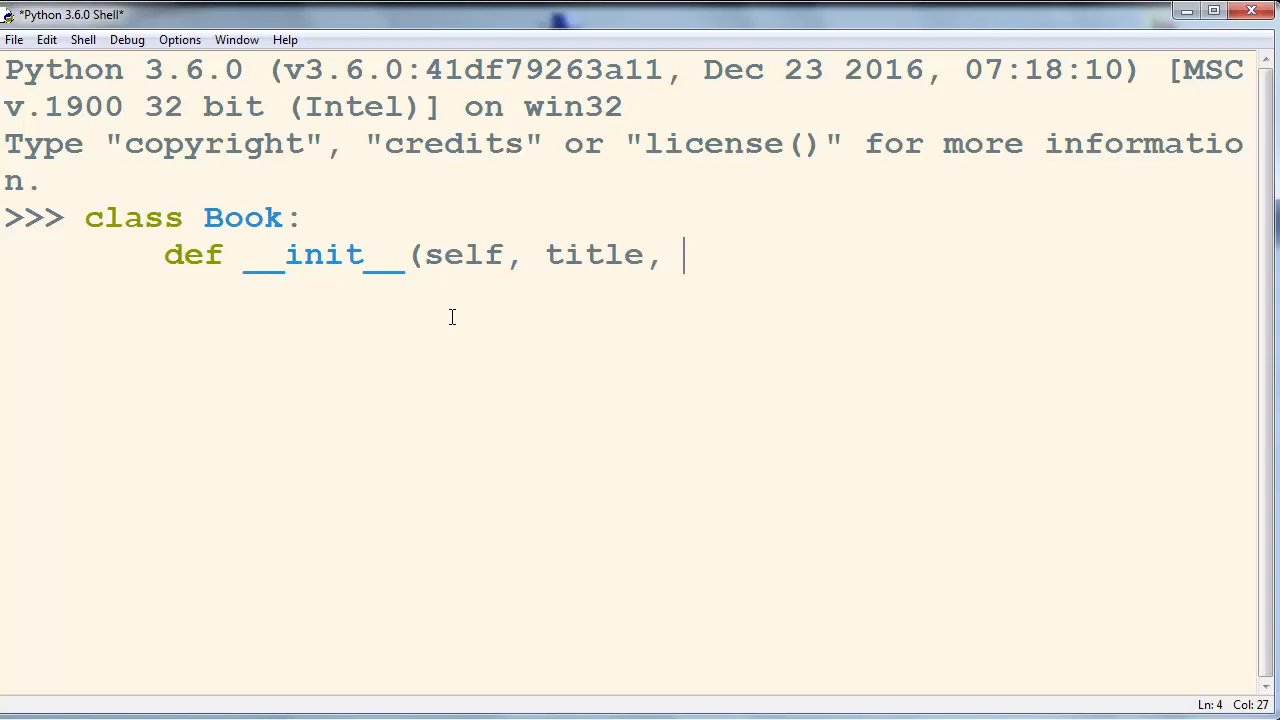 *Python 3.6.0 Shell*
File Edit Shell Debug Options Window Help
Python 3.6.0 (v3.6.0:41df79263a11, Dec 23 2016, 07:18:10) [MSC
v.1900 32 bit (Intel)] on win32
Type "copyright", "credits" or "license()" for more informatio
n.
>>> class Book:
        def __init__(self, title, 
Ln: 4 Col: 27